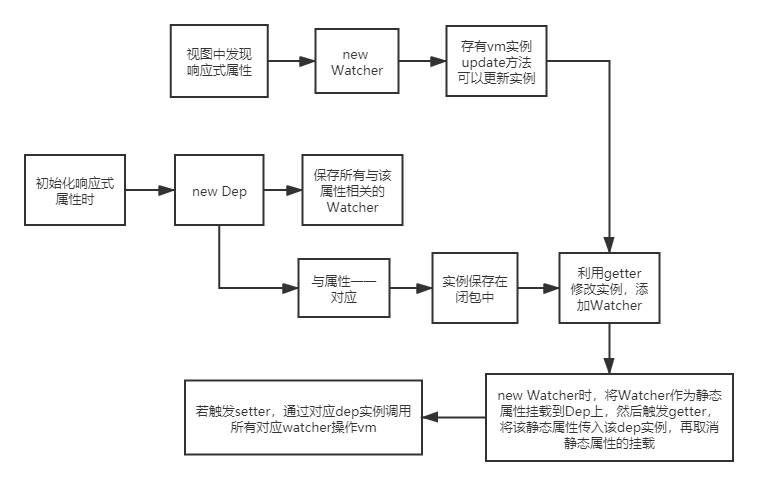 视图中发现
响应式属性
new
Watcher
存有vm实例
update方法
可以更新实例
初始化响应式
属性时
new Dep
保存所有与该
属性相关的
Watcher
与属性一一
对应
实例保存在
闭包中
利用getter
修改实例，添
加Watcher
new Watcher时，将Watcher作为静态
属性挂载到Dep上，然后触发getter，
将该静态属性传入该dep实例，再取消
静态属性的挂载
若触发setter，通过对应dep实例调用
所有对应watcher操作vm